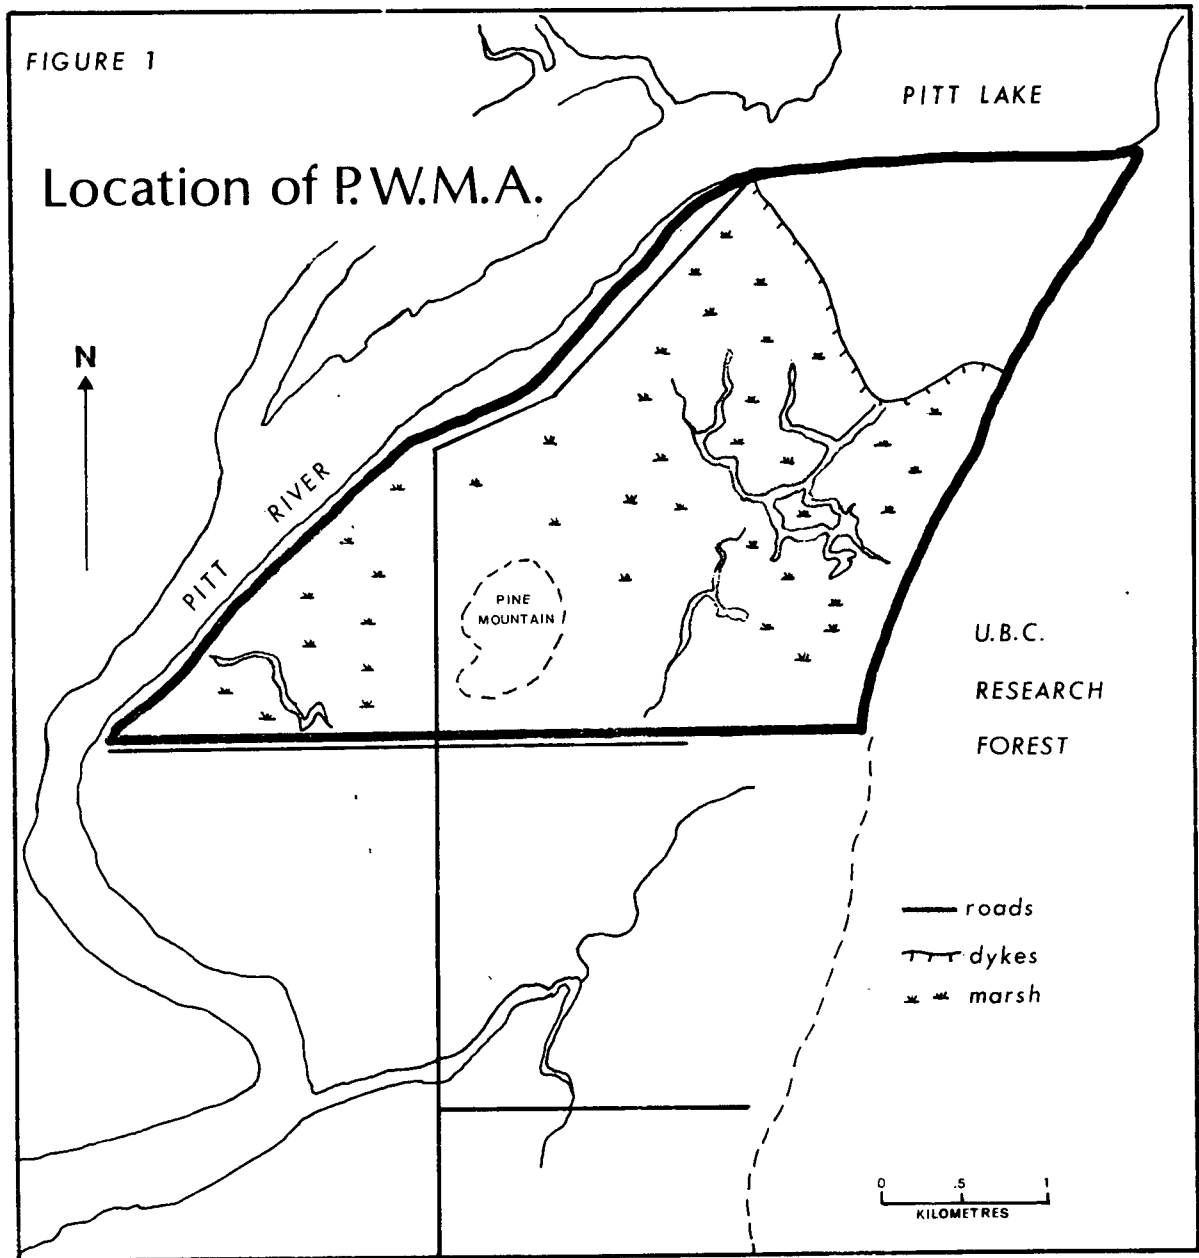 FIGURE 1
PITT LAKE
Location of P.W.M.A.
N
PITT RIVER
PINE
MOUNTAIN
U.B.C.
RESEARCH
FOREST
roads
dykes
marsh
0 .5 1
KILOMETRES